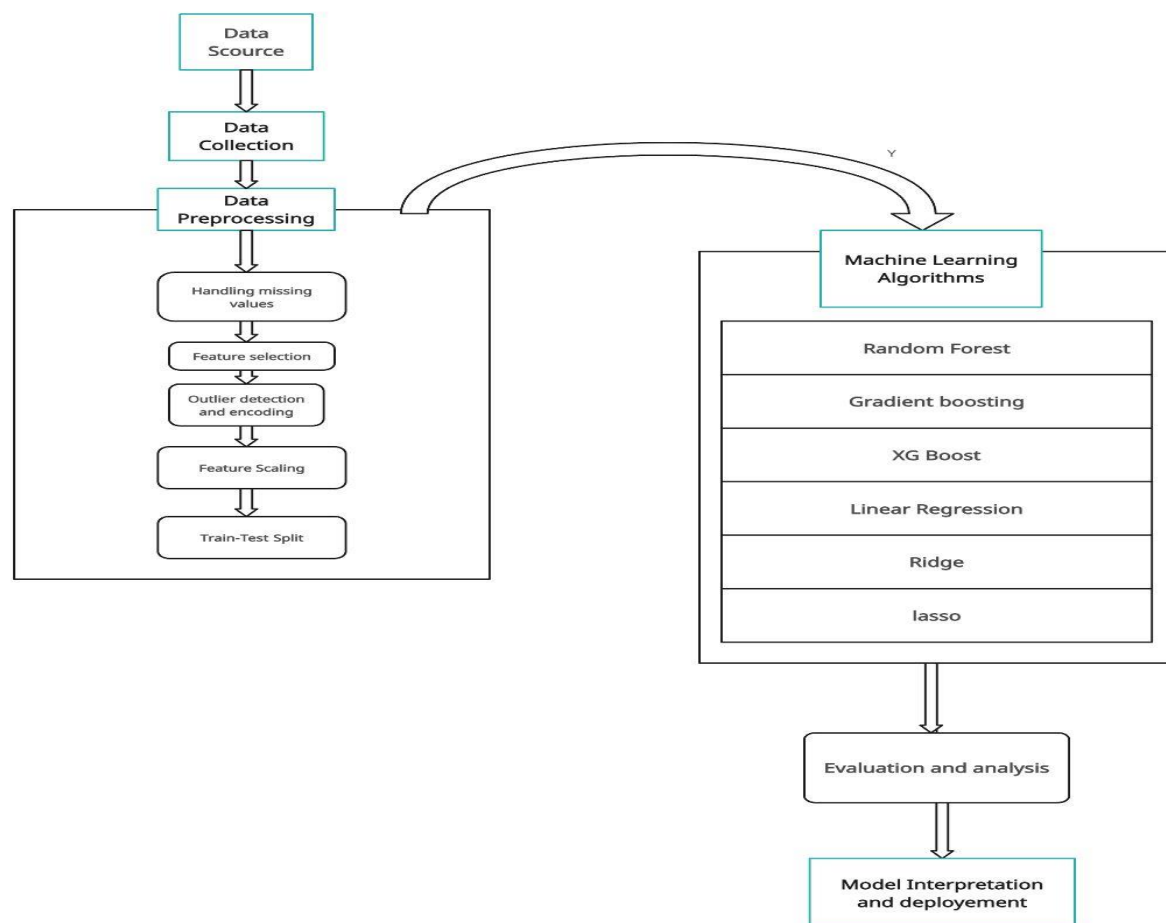 Data
Scource
Data
Collection
Data
Preprocessing
Handling missing
values
Feature selection
Outlier detection
and encoding
Feature Scaling
Train-Test Split
Y
Machine Learning
Algorithms
Random Forest
Gradient boosting
XG Boost
Linear Regression
Ridge
lasso
Evaluation and analysis
Model Interpretation
and deployement